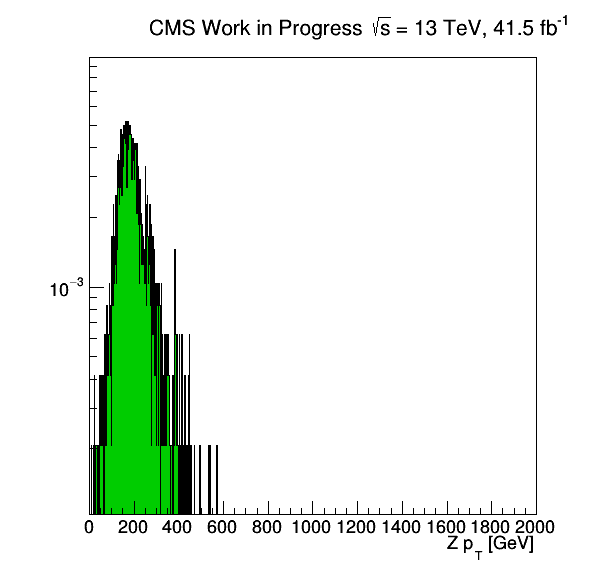 CMS Work in Progress √s = 13 TeV, 41.5 fb⁻¹
10⁻³
0 200 400 600 800 1000 1200 1400 1600 1800 2000
Z p_T [GeV]